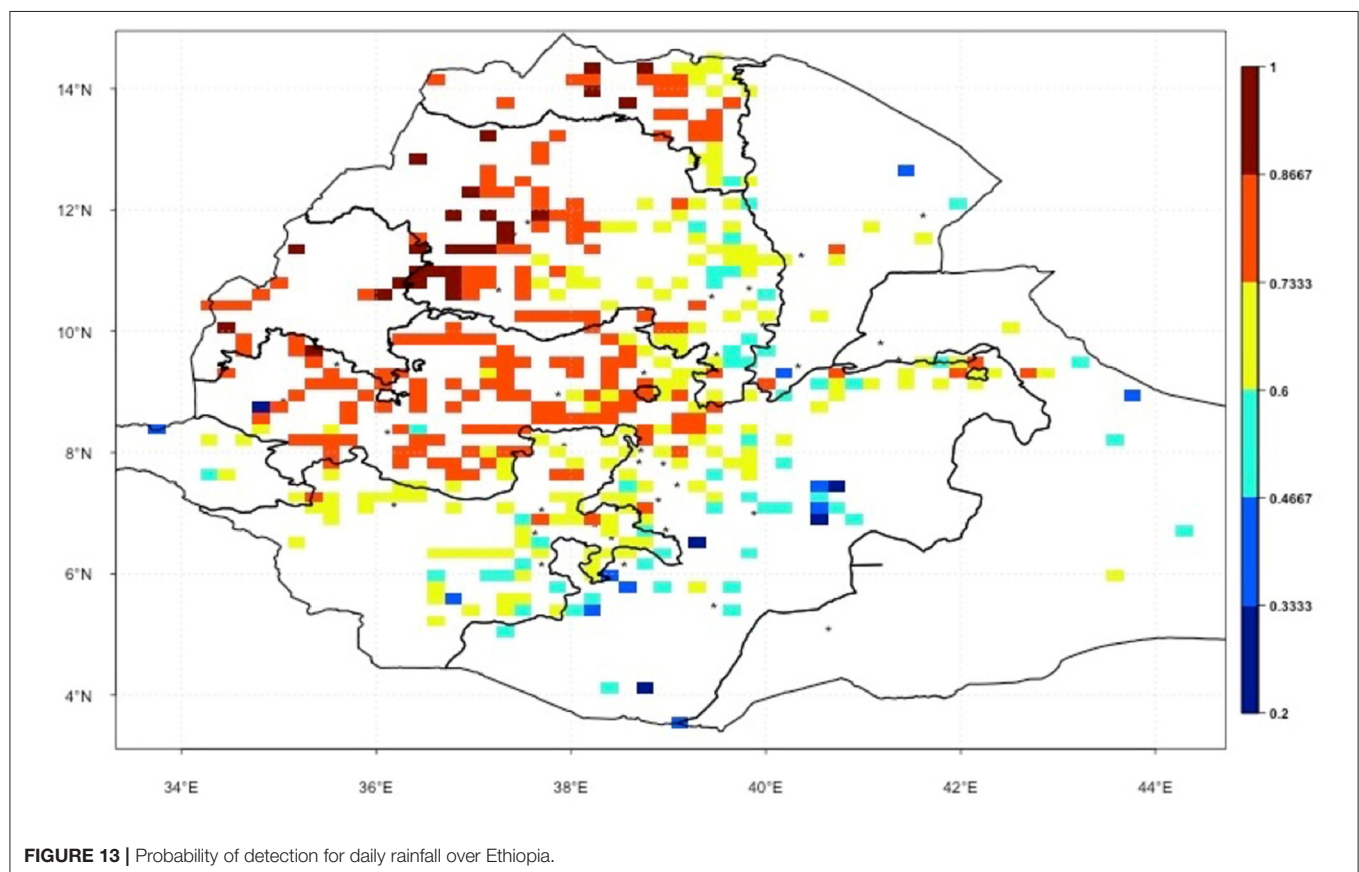 14°N
12°N
10°N
8°N
6°N
4°N
34°E 36°E 38°E 40°E 42°E 44°E
1
0.8667
0.7333
0.6
0.4667
0.3333
0.2
FIGURE 13 | Probability of detection for daily rainfall over Ethiopia.